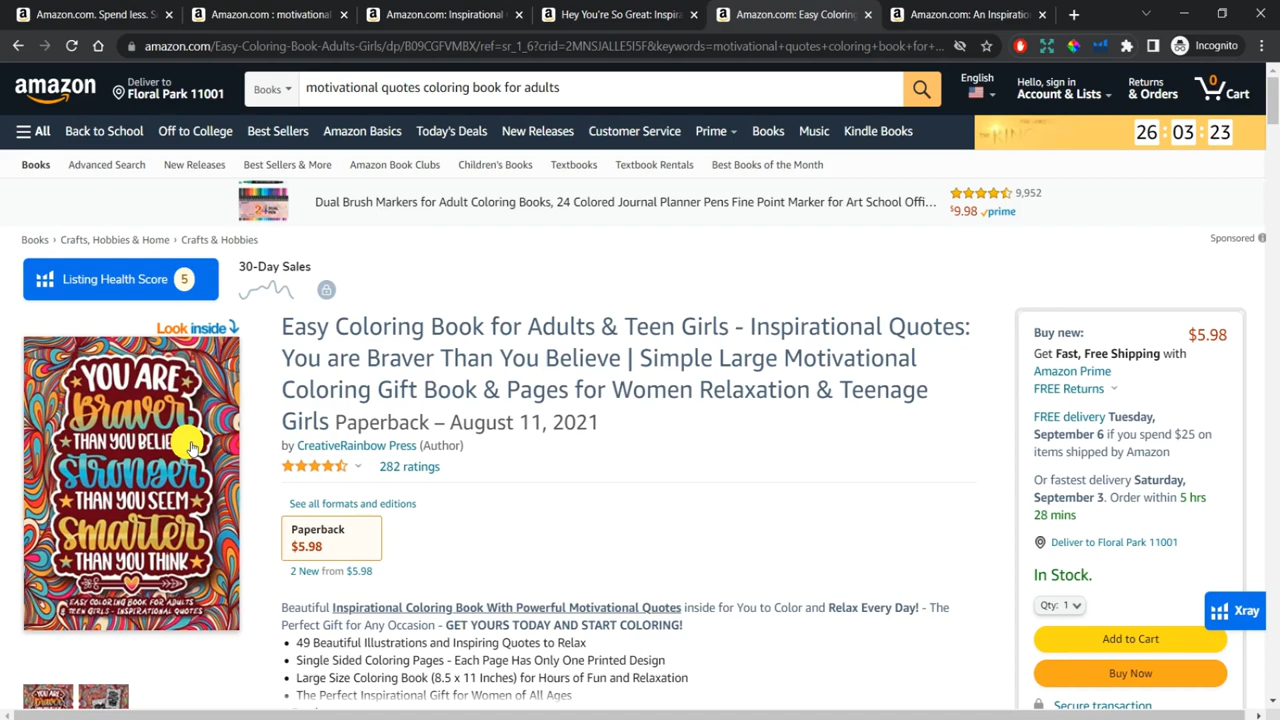 Amazon.com. Spend less. S
Amazon.com : motivational
Amazon.com: Inspirational
Hey You're So Great: Inspira
Amazon.com: Easy Coloring
Amazon.com: An Inspiratio
amazon.com/Easy-Coloring-Book-Adults-Girls/dp/B09CGFVMBX/ref=sr_1_6?crid=2MNSJALLE5I5F&keywords=motivational+quotes+coloring+book+for+...
Incognito
amazon
Deliver to
Floral Park 11001
Books
motivational quotes coloring book for adults
English
Hello, sign in
Account & Lists
Returns
& Orders
0
Cart
All
Back to School
Off to College
Best Sellers
Amazon Basics
Today's Deals
New Releases
Customer Service
Prime
Books
Music
Kindle Books
26 : 03 : 23
Books
Advanced Search
New Releases
Best Sellers & More
Amazon Book Clubs
Children's Books
Textbooks
Textbook Rentals
Best Books of the Month
Dual Brush Markers for Adult Coloring Books, 24 Colored Journal Planner Pens Fine Point Marker for Art School Offi...
9,952
$9.98 prime
Books › Crafts, Hobbies & Home › Crafts & Hobbies
Sponsored
Listing Health Score 5
30-Day Sales
Look inside
YOU ARE
Braver
THAN YOU BELIE
Stronger
THAN YOU SEEM
Smarter
THAN YOU THINK
EASY COLORING BOOK FOR ADULTS
& TEEN GIRLS - INSPIRATIONAL QUOTES
Easy Coloring Book for Adults & Teen Girls - Inspirational Quotes:
You are Braver Than You Believe | Simple Large Motivational
Coloring Gift Book & Pages for Women Relaxation & Teenage
Girls Paperback – August 11, 2021
by CreativeRainbow Press (Author)
282 ratings
See all formats and editions
Paperback
$5.98
2 New from $5.98
Beautiful Inspirational Coloring Book With Powerful Motivational Quotes inside for You to Color and Relax Every Day! - The
Perfect Gift for Any Occasion - GET YOURS TODAY AND START COLORING!
• 49 Beautiful Illustrations and Inspiring Quotes to Relax
• Single Sided Coloring Pages - Each Page Has Only One Printed Design
• Large Size Coloring Book (8.5 x 11 Inches) for Hours of Fun and Relaxation
• The Perfect Inspirational Gift for Women of All Ages
Buy new:
$5.98
Get Fast, Free Shipping with
Amazon Prime
FREE Returns
FREE delivery Tuesday,
September 6 if you spend $25 on
items shipped by Amazon
Or fastest delivery Saturday,
September 3. Order within 5 hrs
28 mins
Deliver to Floral Park 11001
In Stock.
Qty: 1
Xray
Add to Cart
Buy Now
Secure transaction